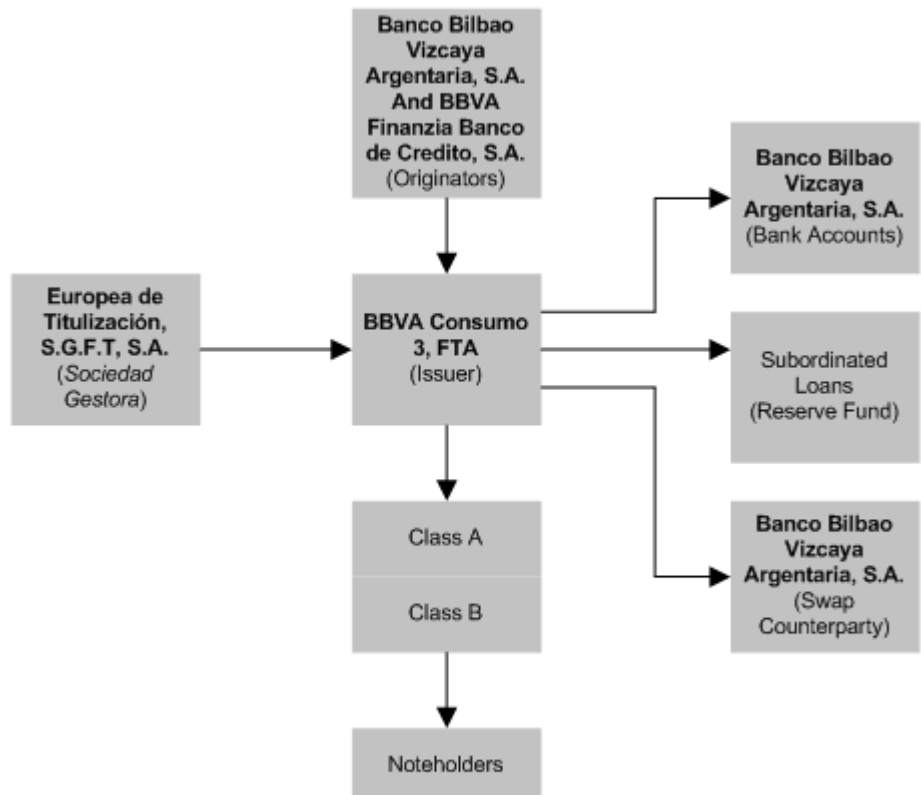 Banco Bilbao
Vizcaya
Argentaria, S.A.
And BBVA
Finanzia Banco
de Credito, S.A.
(Originators)
Banco Bilbao
Vizcaya
Argentaria, S.A.
(Bank Accounts)
Europea de
Titulización,
S.G.F.T, S.A.
(Sociedad
Gestora)
BBVA Consumo
3, FTA
(Issuer)
Subordinated
Loans
(Reserve Fund)
Class A
Class B
Banco Bilbao
Vizcaya
Argentaria, S.A.
(Swap
Counterparty)
Noteholders